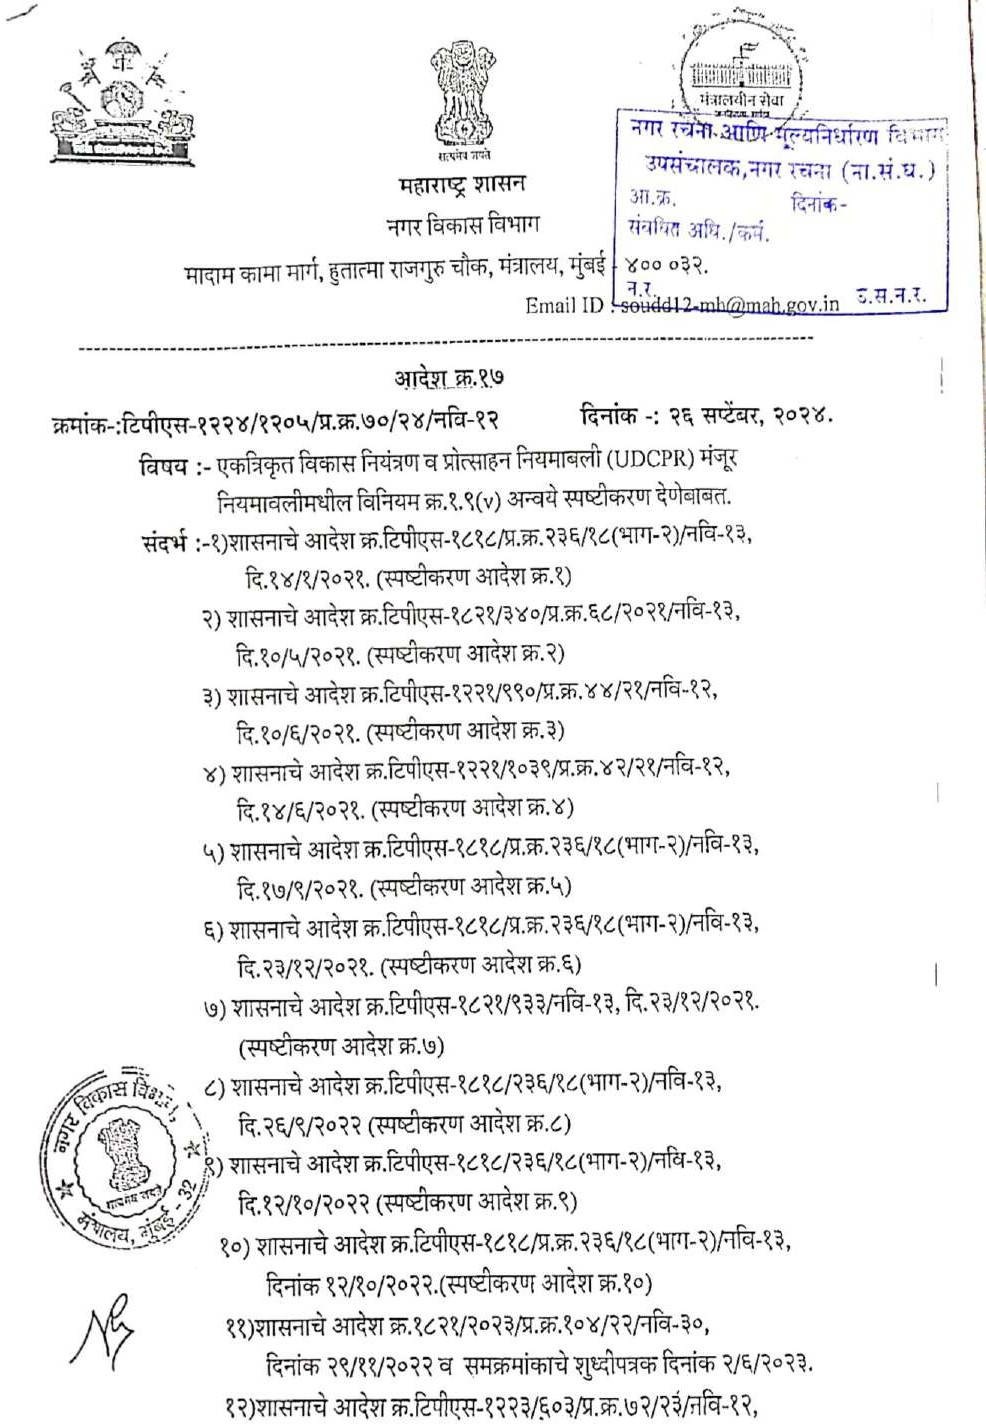 मंत्रालयीन सेवा
नगर रचना आणि मूल्यनिर्धारण विभाग
उपसंचालक,नगर रचना (ना.सं.घ.)
आ.क्र. दिनांक-
संबंधित अधि./कर्म.
न.र. उ.स.न.र.
सत्यमेव जयते
महाराष्ट्र शासन
नगर विकास विभाग
मादाम कामा मार्ग, हुतात्मा राजगुरु चौक, मंत्रालय, मुंबई - ४०० ०३२.
Email ID : soudd12-mh@mah.gov.in
आदेश क्र.१७
क्रमांक-:टिपीएस-१२२४/१२०५/प्र.क्र.७०/२४/नवि-१२ दिनांक -: २६ सप्टेंबर, २०२४.
विषय :- एकत्रिकृत विकास नियंत्रण व प्रोत्साहन नियमाबली (UDCPR) मंजूर
नियमावलीमधील विनियम क्र.१.९(v) अन्वये स्पष्टीकरण देणेबाबत.
संदर्भ :-१)शासनाचे आदेश क्र.टिपीएस-१८१८/प्र.क्र.२३६/१८(भाग-२)/नवि-१३,
दि.१४/१/२०२१. (स्पष्टीकरण आदेश क्र.१)
२) शासनाचे आदेश क्र.टिपीएस-१८२१/३४०/प्र.क्र.६८/२०२१/नवि-१३,
दि.१०/५/२०२१. (स्पष्टीकरण आदेश क्र.२)
३) शासनाचे आदेश क्र.टिपीएस-१२२१/९९०/प्र.क्र.४४/२१/नवि-१२,
दि.१०/६/२०२१. (स्पष्टीकरण आदेश क्र.३)
४) शासनाचे आदेश क्र.टिपीएस-१२२१/१०३९/प्र.क्र.४२/२१/नवि-१२,
दि.१४/६/२०२१. (स्पष्टीकरण आदेश क्र.४)
५) शासनाचे आदेश क्र.टिपीएस-१८१८/प्र.क्र.२३६/१८(भाग-२)/नवि-१३,
दि.१७/९/२०२१. (स्पष्टीकरण आदेश क्र.५)
६) शासनाचे आदेश क्र.टिपीएस-१८१८/प्र.क्र.२३६/१८(भाग-२)/नवि-१३,
दि.२३/१२/२०२१. (स्पष्टीकरण आदेश क्र.६)
७) शासनाचे आदेश क्र.टिपीएस-१८२१/९३३/नवि-१३, दि.२३/१२/२०२१.
(स्पष्टीकरण आदेश क्र.७)
८) शासनाचे आदेश क्र.टिपीएस-१८१८/२३६/१८(भाग-२)/नवि-१३,
दि.२६/९/२०२२ (स्पष्टीकरण आदेश क्र.८)
९) शासनाचे आदेश क्र.टिपीएस-१८१८/२३६/१८(भाग-२)/नवि-१३,
दि.१२/१०/२०२२ (स्पष्टीकरण आदेश क्र.९)
नगर विकास विभाग,
सत्यमेव जयते
मंत्रालय, मुंबई - 32
१०) शासनाचे आदेश क्र.टिपीएस-१८१८/प्र.क्र.२३६/१८(भाग-२)/नवि-१३,
दिनांक १२/१०/२०२२.(स्पष्टीकरण आदेश क्र.१०)
११)शासनाचे आदेश क्र.१८२१/२०२३/प्र.क्र.१०४/२२/नवि-३०,
दिनांक २९/११/२०२२ व समक्रमांकाचे शुध्दीपत्रक दिनांक २/६/२०२३.
१२)शासनाचे आदेश क्र.टिपीएस-१२२३/६०३/प्र.क्र.७२/२३/नवि-१२,